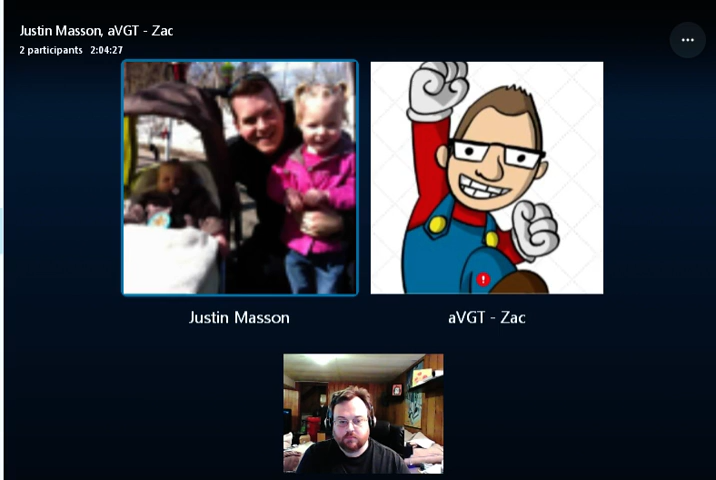 Justin Masson, aVGT - Zac
2 participants 2:04:27
Justin Masson
aVGT - Zac